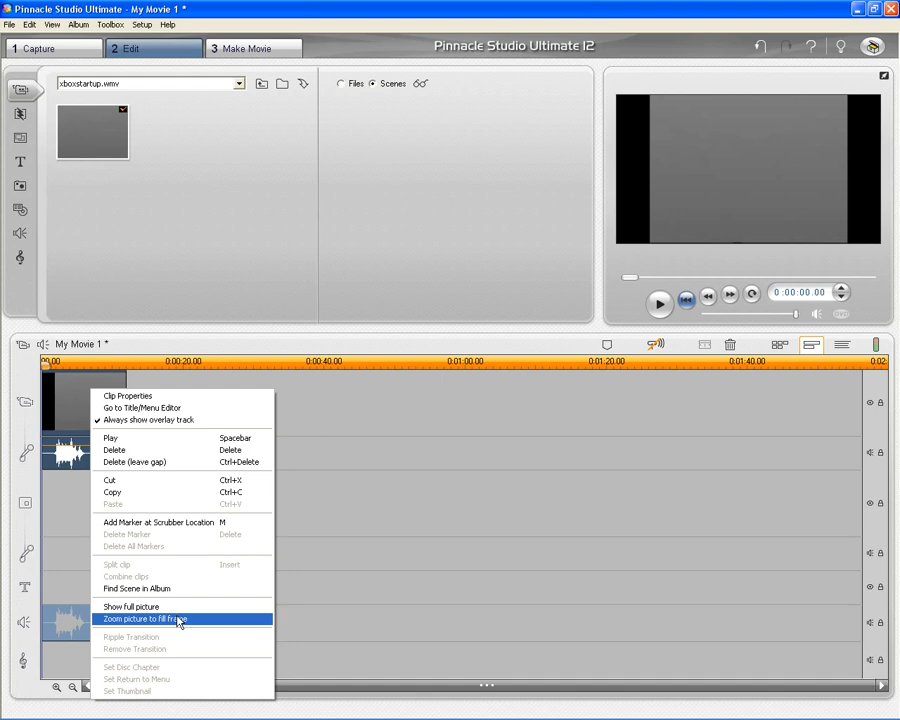 Pinnacle Studio Ultimate - My Movie 1 *
File Edit View Album Toolbox Setup Help
1 Capture 2 Edit 3 Make Movie Pinnacle Studio Ultimate 12
xboxstartup.wmv Files Scenes
0:00:00.00
My Movie 1 *
00.00 0:00:20.00 0:00:40.00 0:01:00.00 0:01:20.00 0:01:40.00 0:02
Clip Properties
Go to Title/Menu Editor
Always show overlay track
Play Spacebar
Delete Delete
Delete (leave gap) Ctrl+Delete
Cut Ctrl+X
Copy Ctrl+C
Paste Ctrl+V
Add Marker at Scrubber Location M
Delete Marker Delete
Delete All Markers
Split clip Insert
Combine clips
Find Scene in Album
Show full picture
Zoom picture to fill frame
Ripple Transition
Remove Transition
Set Disc Chapter
Set Return to Menu
Set Thumbnail